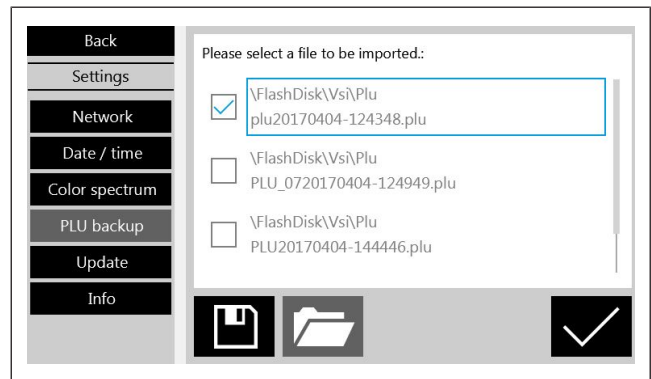 Back
Settings
Network
Date / time
Color spectrum
PLU backup
Update
Info
Please select a file to be imported.:
\FlashDisk\Vsi\Plu
plu20170404-124348.plu
\FlashDisk\Vsi\Plu
PLU_0720170404-124949.plu
\FlashDisk\Vsi\Plu
PLU20170404-144446.plu